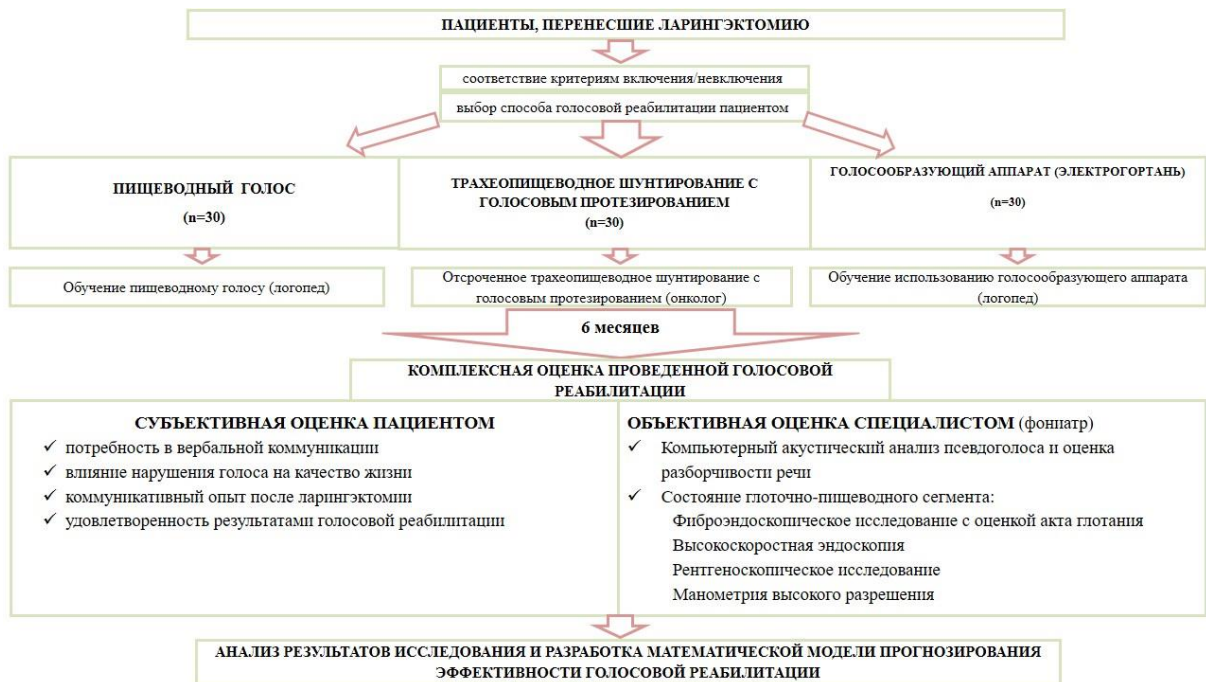 ПАЦИЕНТЫ, ПЕРЕНЕСШИЕ ЛАРИНГЭКТОМИЮ
соответствие критериям включения/невключения
выбор способа голосовой реабилитации пациентом
ПИЩЕВОДНЫЙ ГОЛОС
(n=30)
ТРАХЕОПИЩЕВОДНОЕ ШУНТИРОВАНИЕ С
ГОЛОСОВЫМ ПРОТЕЗИРОВАНИЕМ
(n=30)
ГОЛОСООБРАЗУЮЩИЙ АППАРАТ (ЭЛЕКТРОГОРТАНЬ)
(n=30)
Обучение пищеводному голосу (логопед)
Отсроченное трахеопищеводное шунтирование с
голосовым протезированием (онколог)
Обучение использованию голосообразующего аппарата
(логопед)
6 месяцев
КОМПЛЕКСНАЯ ОЦЕНКА ПРОВЕДЕННОЙ ГОЛОСОВОЙ
РЕАБИЛИТАЦИИ
СУБЪЕКТИВНАЯ ОЦЕНКА ПАЦИЕНТОМ
✓ потребность в вербальной коммуникации
✓ влияние нарушения голоса на качество жизни
✓ коммуникативный опыт после ларингэктомии
✓ удовлетворенность результатами голосовой реабилитации
ОБЪЕКТИВНАЯ ОЦЕНКА СПЕЦИАЛИСТОМ (фониатр)
✓ Компьютерный акустический анализ псевдоголоса и оценка
разборчивости речи
✓ Состояние глоточно-пищеводного сегмента:
Фиброэндоскопическое исследование с оценкой акта глотания
Высокоскоростная эндоскопия
Рентгеноскопическое исследование
Манометрия высокого разрешения
АНАЛИЗ РЕЗУЛЬТАТОВ ИССЛЕДОВАНИЯ И РАЗРАБОТКА МАТЕМАТИЧЕСКОЙ МОДЕЛИ ПРОГНОЗИРОВАНИЯ
ЭФФЕКТИВНОСТИ ГОЛОСОВОЙ РЕАБИЛИТАЦИИ